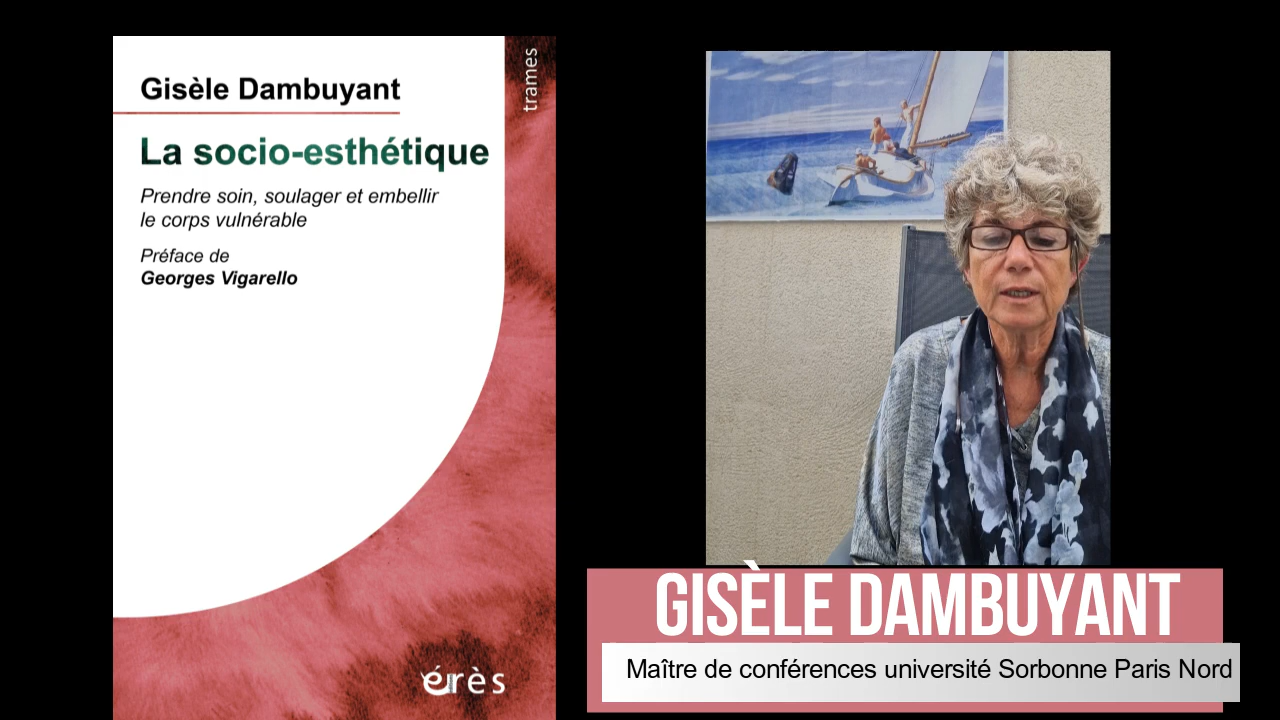 Gisèle Dambuyant
trames
La socio-esthétique
Prendre soin, soulager et embellir
le corps vulnérable
Préface de
Georges Vigarello
érès
GISÈLE DAMBUYANT
Maître de conférences université Sorbonne Paris Nord